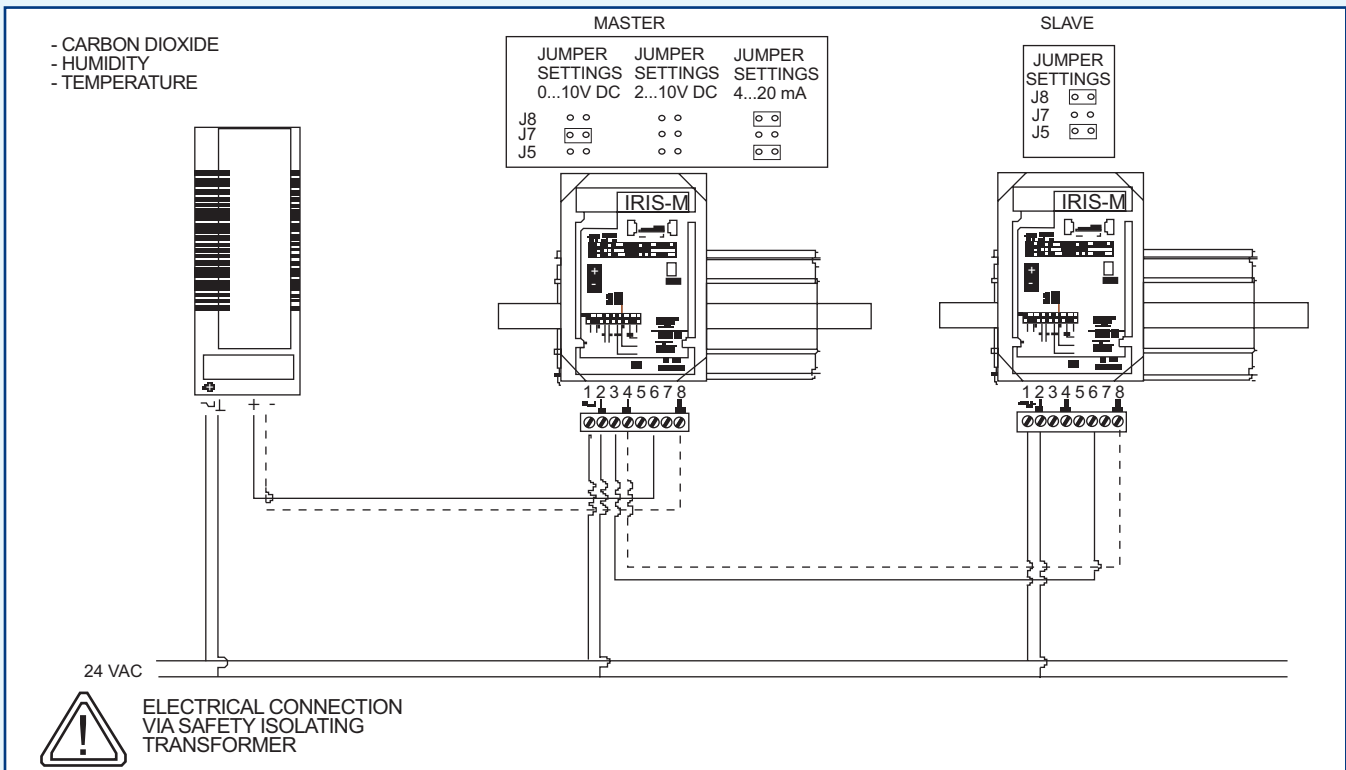 - CARBON DIOXIDE
- HUMIDITY
- TEMPERATURE
MASTER
JUMPER SETTINGS 0...10V DC
JUMPER SETTINGS 2...10V DC
JUMPER SETTINGS 4...20 mA
J8
J7
J5
SLAVE
JUMPER
SETTINGS
J8
J7
J5
IRIS-M
IRIS-M
+ -
+ -
+ -
1 2 3 4 5 6 7 8
1 2 3 4 5 6 7 8
24 VAC
!
ELECTRICAL CONNECTION
VIA SAFETY ISOLATING
TRANSFORMER